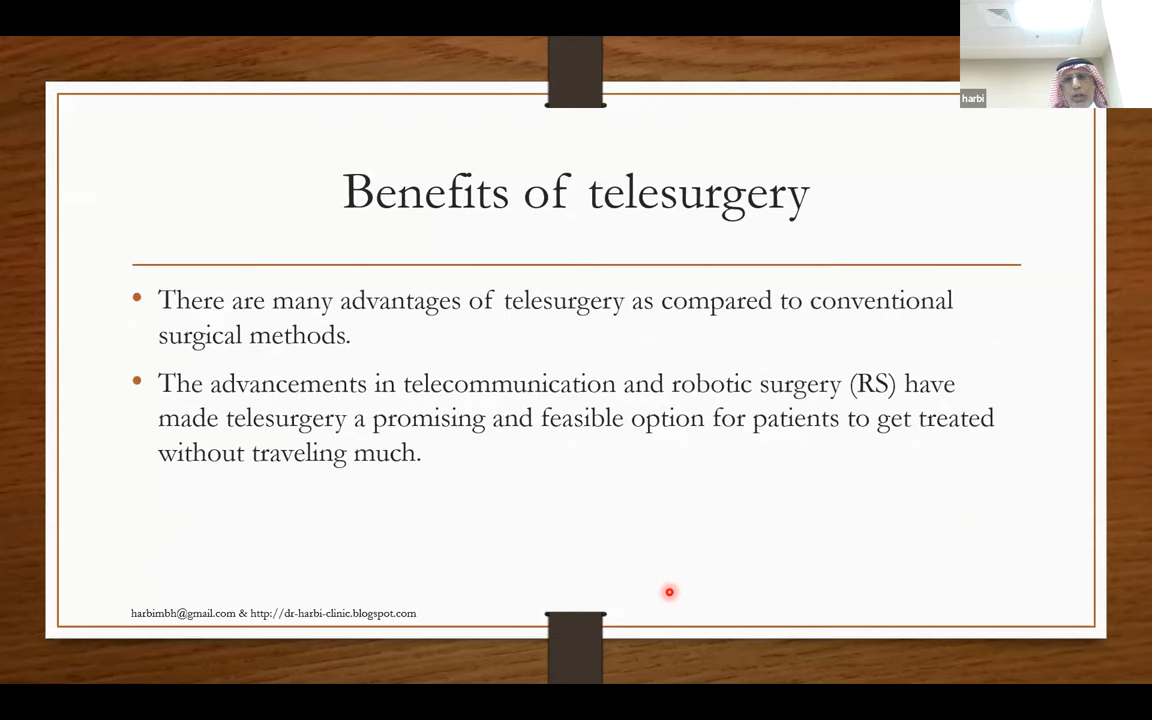 harbi
Benefits of telesurgery
• There are many advantages of telesurgery as compared to conventional
surgical methods.
• The advancements in telecommunication and robotic surgery (RS) have
made telesurgery a promising and feasible option for patients to get treated
without traveling much.
harbimbh@gmail.com & http://dr-harbi-clinic.blogspot.com